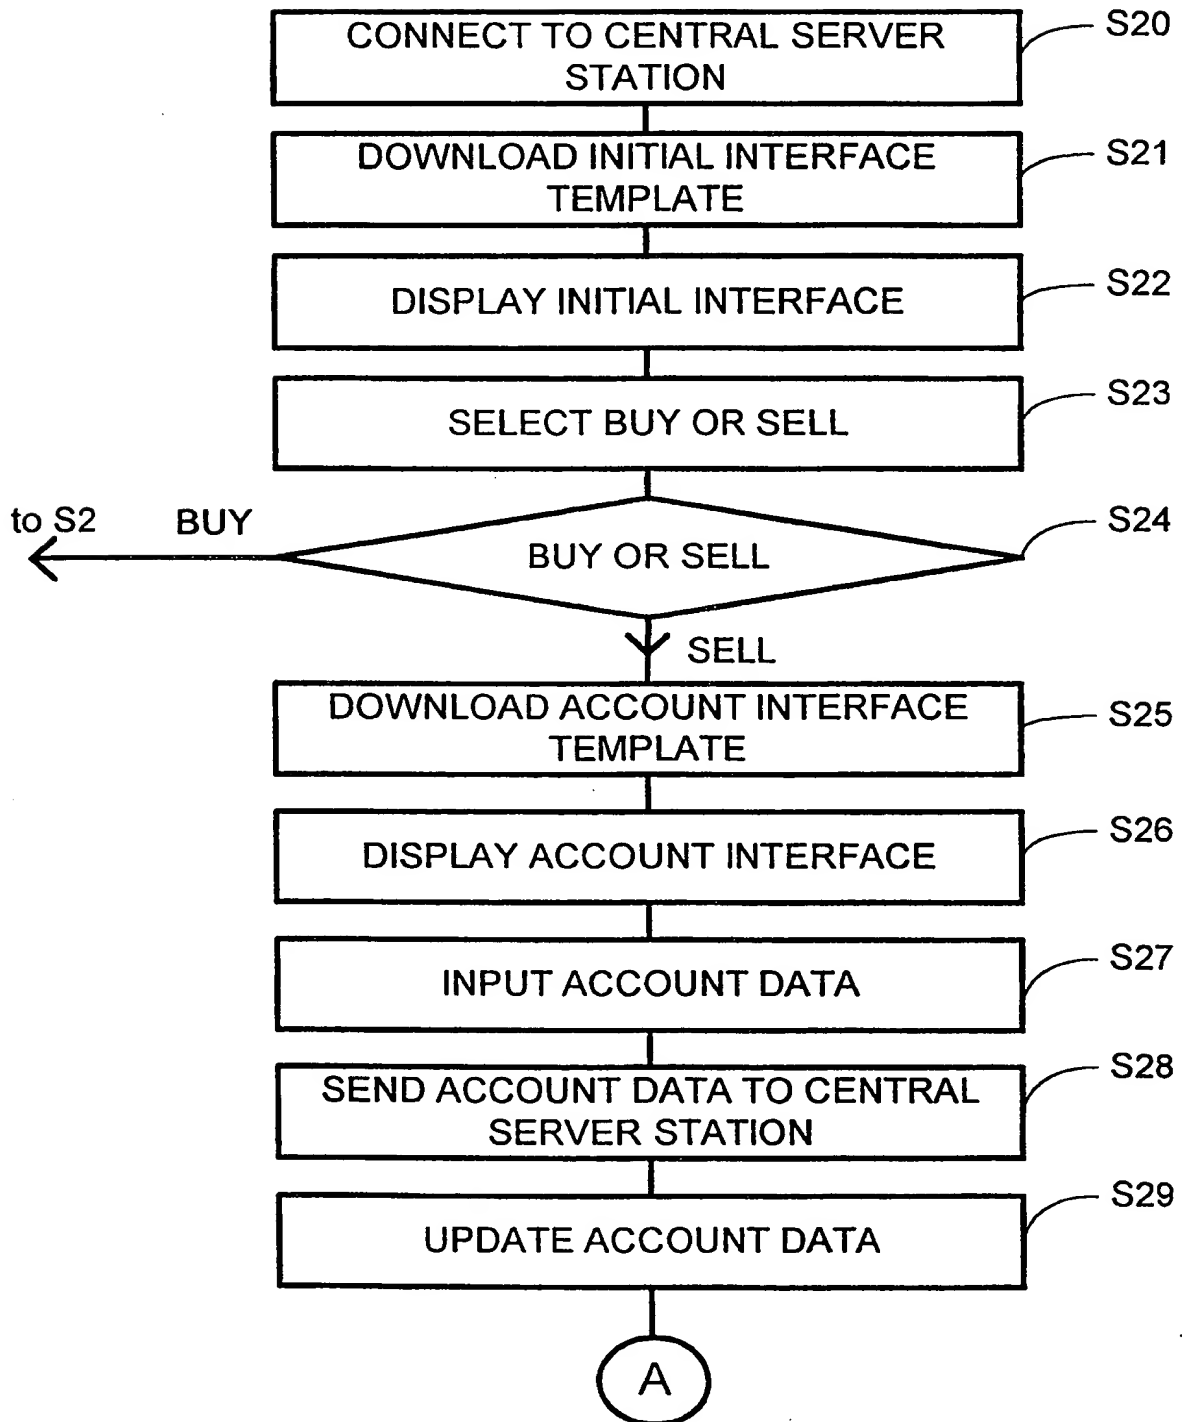 CONNECT TO CENTRAL SERVER
STATION
S20
DOWNLOAD INITIAL INTERFACE
TEMPLATE
S21
DISPLAY INITIAL INTERFACE
S22
SELECT BUY OR SELL
S23
to S2
BUY
BUY OR SELL
S24
SELL
DOWNLOAD ACCOUNT INTERFACE
TEMPLATE
S25
DISPLAY ACCOUNT INTERFACE
S26
INPUT ACCOUNT DATA
S27
SEND ACCOUNT DATA TO CENTRAL
SERVER STATION
S28
UPDATE ACCOUNT DATA
S29
A